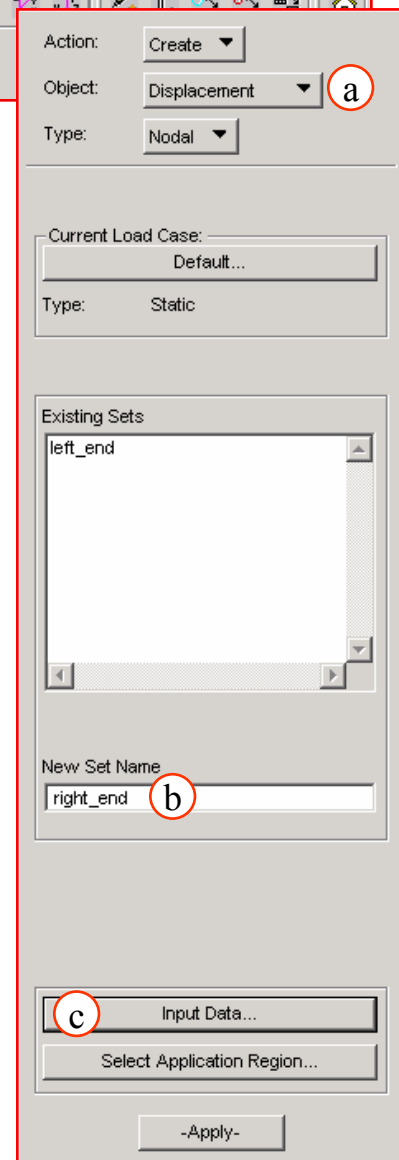 Action: Create
Object: Displacement a
Type: Nodal
Current Load Case:
Default...
Type: Static
Existing Sets
left_end
New Set Name
right_end b
c Input Data...
Select Application Region...
-Apply-